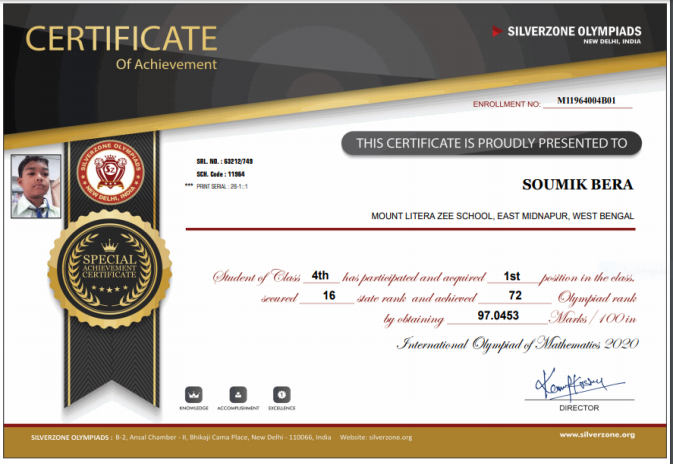 CERTIFICATE
Of Achievement
SILVERZONE OLYMPIADS
NEW DELHI, INDIA
ENROLLMENT NO: M11964004B01
THIS CERTIFICATE IS PROUDLY PRESENTED TO
SILVERZONE OLYMPIADS
NEW DELHI, INDIA
SRL. NO. : 63212/749
SCH. Code : 11964
*** PRINT SERIAL : 26-1::1
SOUMIK BERA
MOUNT LITERA ZEE SCHOOL, EAST MIDNAPUR, WEST BENGAL
SPECIAL
ACHIEVEMENT
CERTIFICATE
Student of Class 4th has participated and acquired 1st position in the class,
secured 16 state rank and achieved 72 Olympiad rank
by obtaining 97.0453 Marks / 100 in
International Olympiad of Mathematics 2020
KNOWLEDGE ACCOMPLISHMENT EXCELLENCE
DIRECTOR
SILVERZONE OLYMPIADS : B-2, Ansal Chamber - II, Bhikaji Cama Place, New Delhi - 110066, India Website: silverzone.org
www.silverzone.org